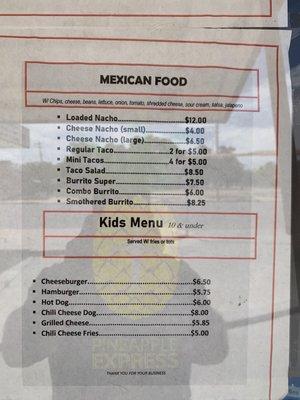 MEXICAN FOOD
W/ Chips, cheese, beans, lettuce, onion, tomato, shredded cheese, sour cream, salsa, jalapeno
Loaded Nacho $12.00
Cheese Nacho (small) $4.00
Cheese Nacho (large) $6.50
Regular Taco 2 for $5.00
Mini Tacos 4 for $5.00
Taco Salad $8.50
Burrito Super $7.50
Combo Burrito $6.00
Smothered Burrito $8.25
Kids Menu 10 & under
Served W/ fries or
Cheeseburger $6.50
Hamburger $5.75
Hot Dog $6.00
Chili Cheese Dog $8.00
Grilled Cheese $5.85
Chili Cheese Fries $5.00
PINEAPPLE
EXPRESS
THANK YOU FOR YOUR BUSINESS